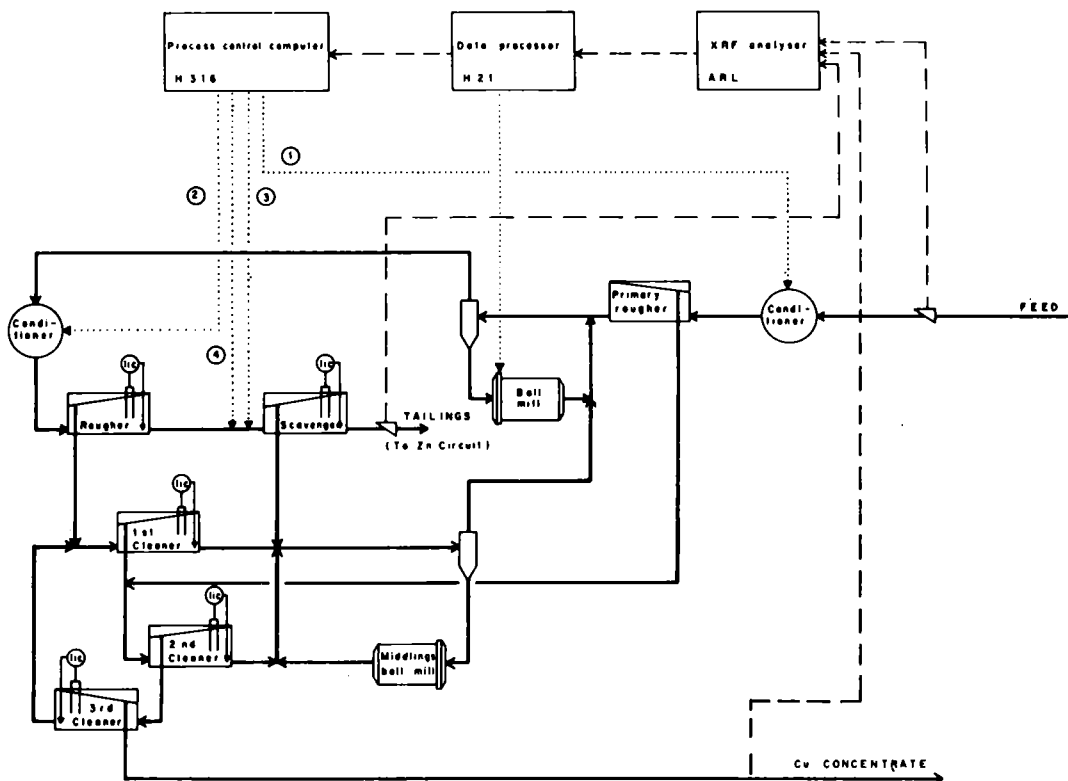 Process control computer
H 316
Data processor
H 21
XRF analyser
ARL
①
②
③
Condi-
tioner
Primary
rougher
Condi-
tioner
FEED
④
lic
Rougher
lic
Scavenger
TAILINGS
(To Zn Circuit)
Ball
mill
lic
1st
Cleaner
lic
2nd
Cleaner
Middlings
ball mill
lic
3rd
Cleaner
Cu CONCENTRATE